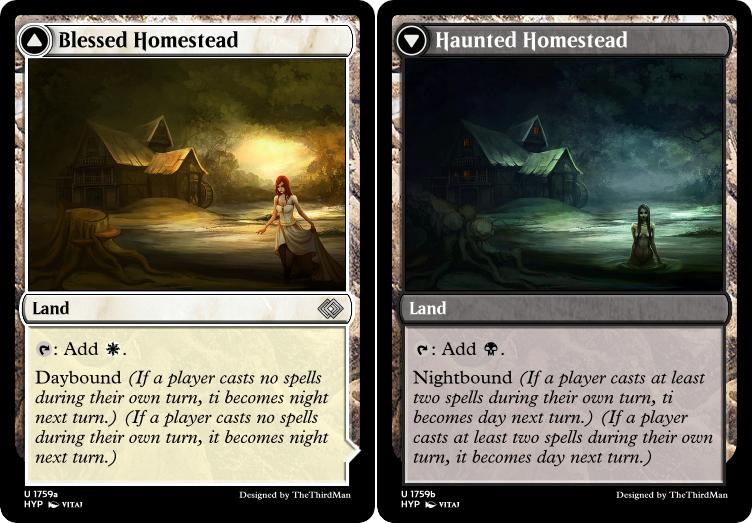 Blessed Homestead
Land
: Add .
Daybound (If a player casts no spells
during their own turn, ti becomes night
next turn.) (If a player casts no spells
during their own turn, it becomes night
next turn.)
U 1759a
HYP VITAJ
Designed by TheThirdMan
Haunted Homestead
Land
: Add .
Nightbound (If a player casts at least
two spells during their own turn, ti
becomes day next turn.) (If a player
casts at least two spells during their own
turn, it becomes day next turn.)
U 1759b
HYP VITAJ
Designed by TheThirdMan